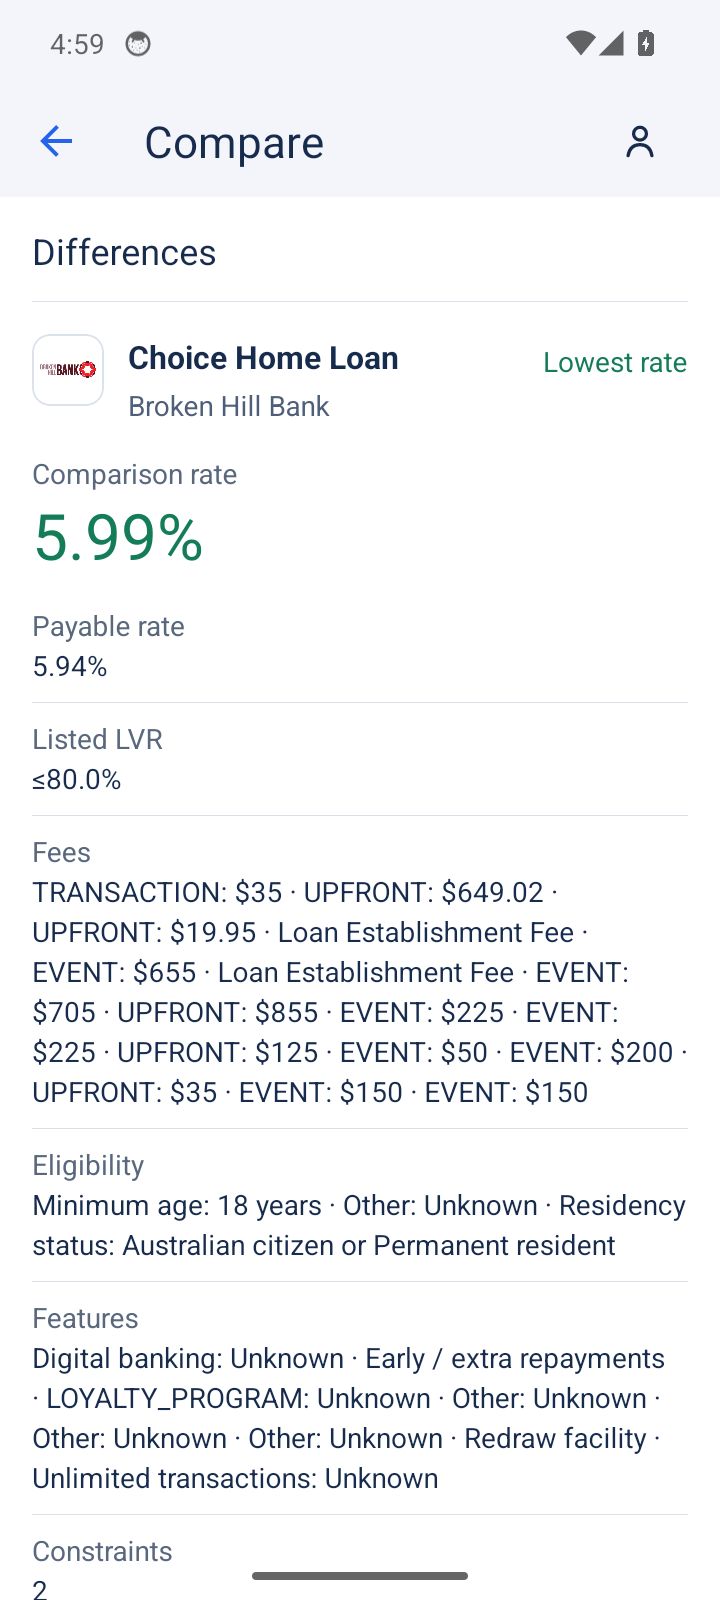 4:59
Compare
Differences
BROKEN HILL BANK
Choice Home Loan
Lowest rate
Broken Hill Bank
Comparison rate
5.99%
Payable rate
5.94%
Listed LVR
≤80.0%
Fees
TRANSACTION: $35 · UPFRONT: $649.02 ·
UPFRONT: $19.95 · Loan Establishment Fee ·
EVENT: $655 · Loan Establishment Fee · EVENT:
$705 · UPFRONT: $855 · EVENT: $225 · EVENT:
$225 · UPFRONT: $125 · EVENT: $50 · EVENT: $200 ·
UPFRONT: $35 · EVENT: $150 · EVENT: $150
Eligibility
Minimum age: 18 years · Other: Unknown · Residency
status: Australian citizen or Permanent resident
Features
Digital banking: Unknown · Early / extra repayments
· LOYALTY_PROGRAM: Unknown · Other: Unknown ·
Other: Unknown · Other: Unknown · Redraw facility ·
Unlimited transactions: Unknown
Constraints
2